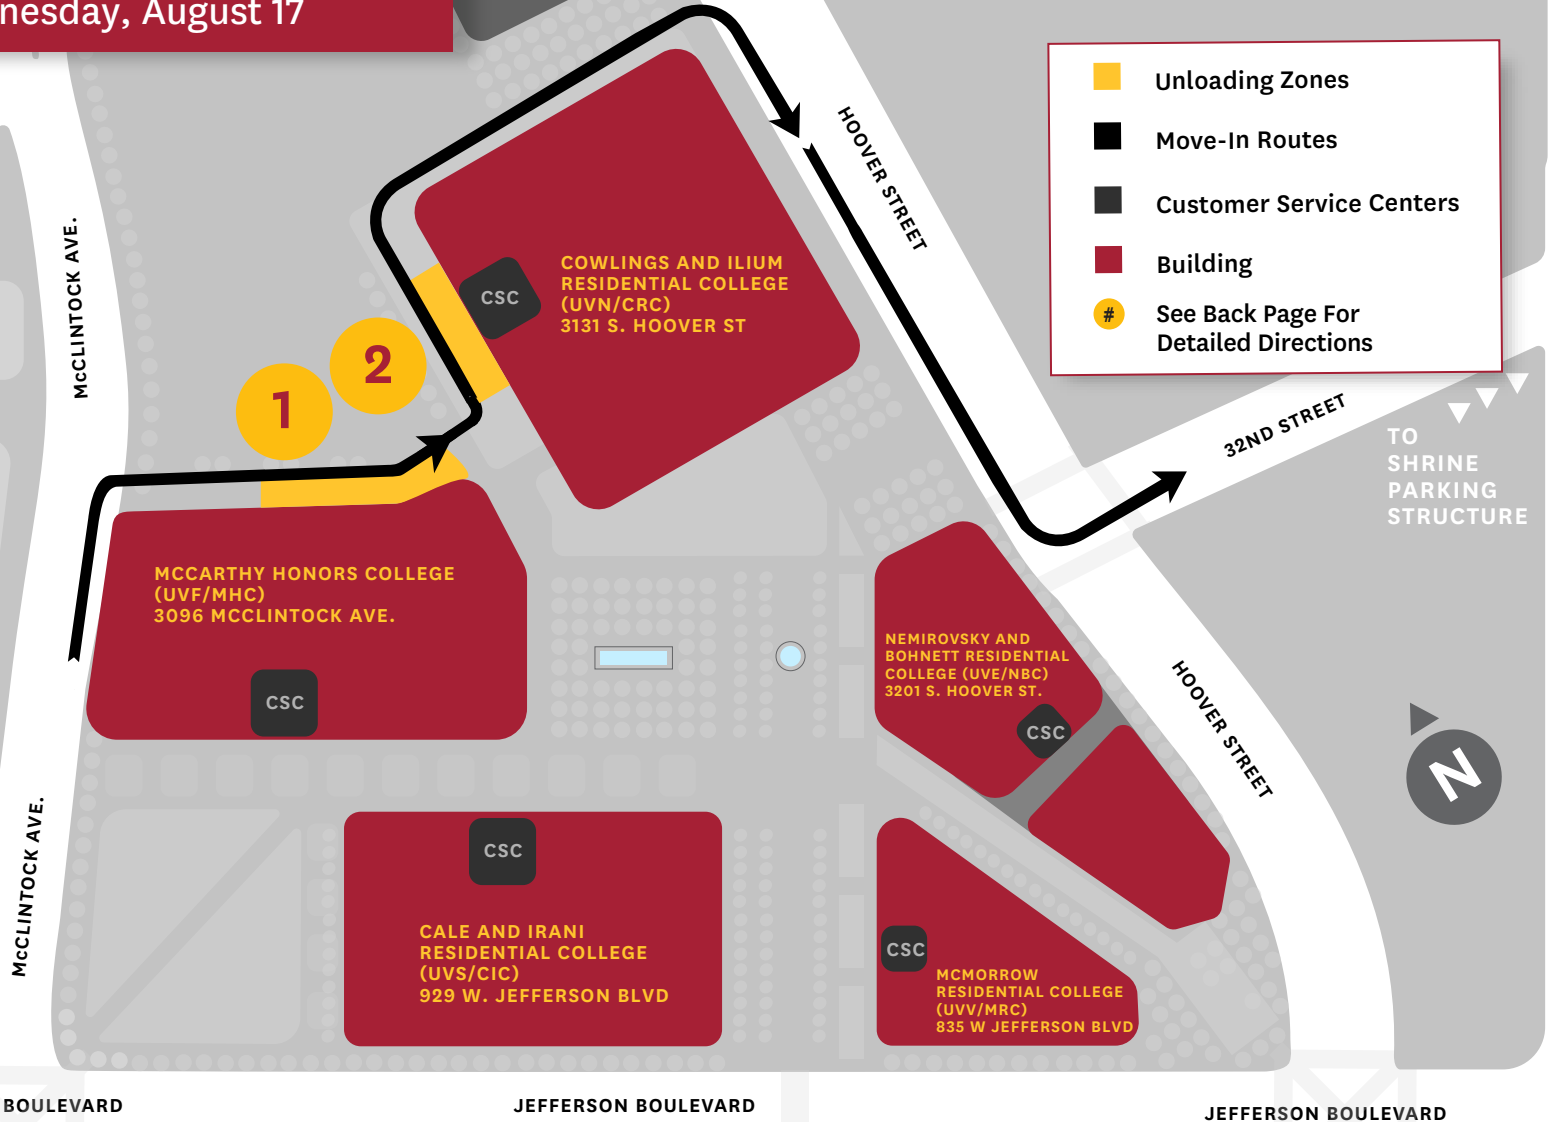 nesday, August 17
Unloading Zones
Move-In Routes
Customer Service Centers
Building
#
See Back Page For
Detailed Directions
HOOVER STREET
McCLINTOCK AVE.
CSC
COWLINGS AND ILIUM
RESIDENTIAL COLLEGE
(UVN/CRC)
3131 S. HOOVER ST
2
1
32ND STREET
TO
SHRINE
PARKING
STRUCTURE
MCCARTHY HONORS COLLEGE
(UVF/MHC)
3096 MCCLINTOCK AVE.
CSC
NEMIROVSKY AND
BOHNETT RESIDENTIAL
COLLEGE (UVE/NBC)
3201 S. HOOVER ST.
CSC
HOOVER STREET
N
McCLINTOCK AVE.
CSC
CALE AND IRANI
RESIDENTIAL COLLEGE
(UVS/CIC)
929 W. JEFFERSON BLVD
CSC
MCMORROW
RESIDENTIAL COLLEGE
(UVV/MRC)
835 W JEFFERSON BLVD
BOULEVARD
JEFFERSON BOULEVARD
JEFFERSON BOULEVARD